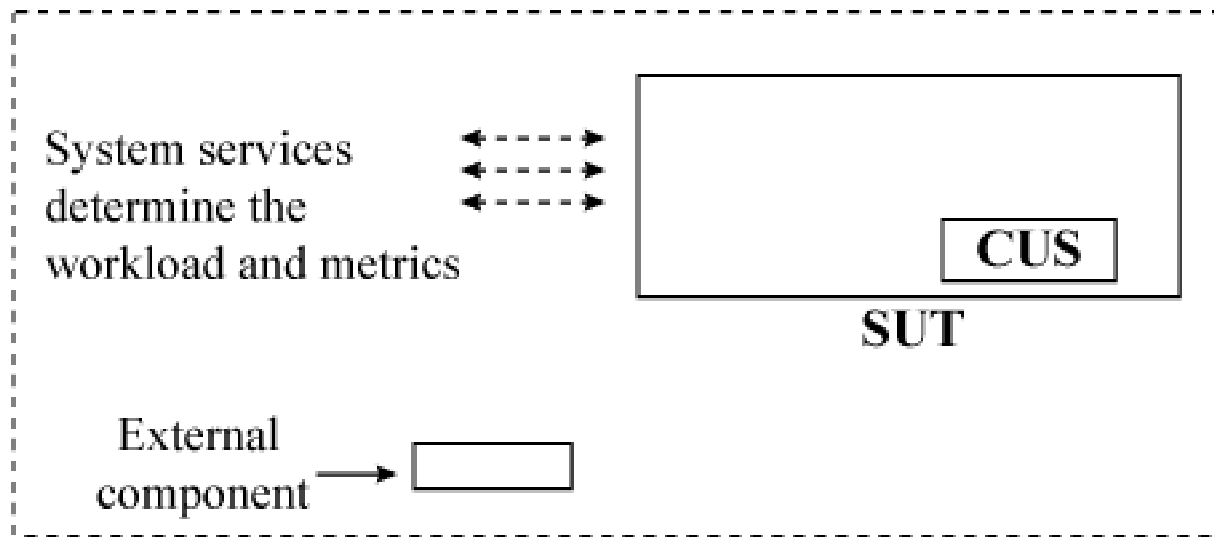 System services
determine the
workload and metrics
CUS
SUT
External
component